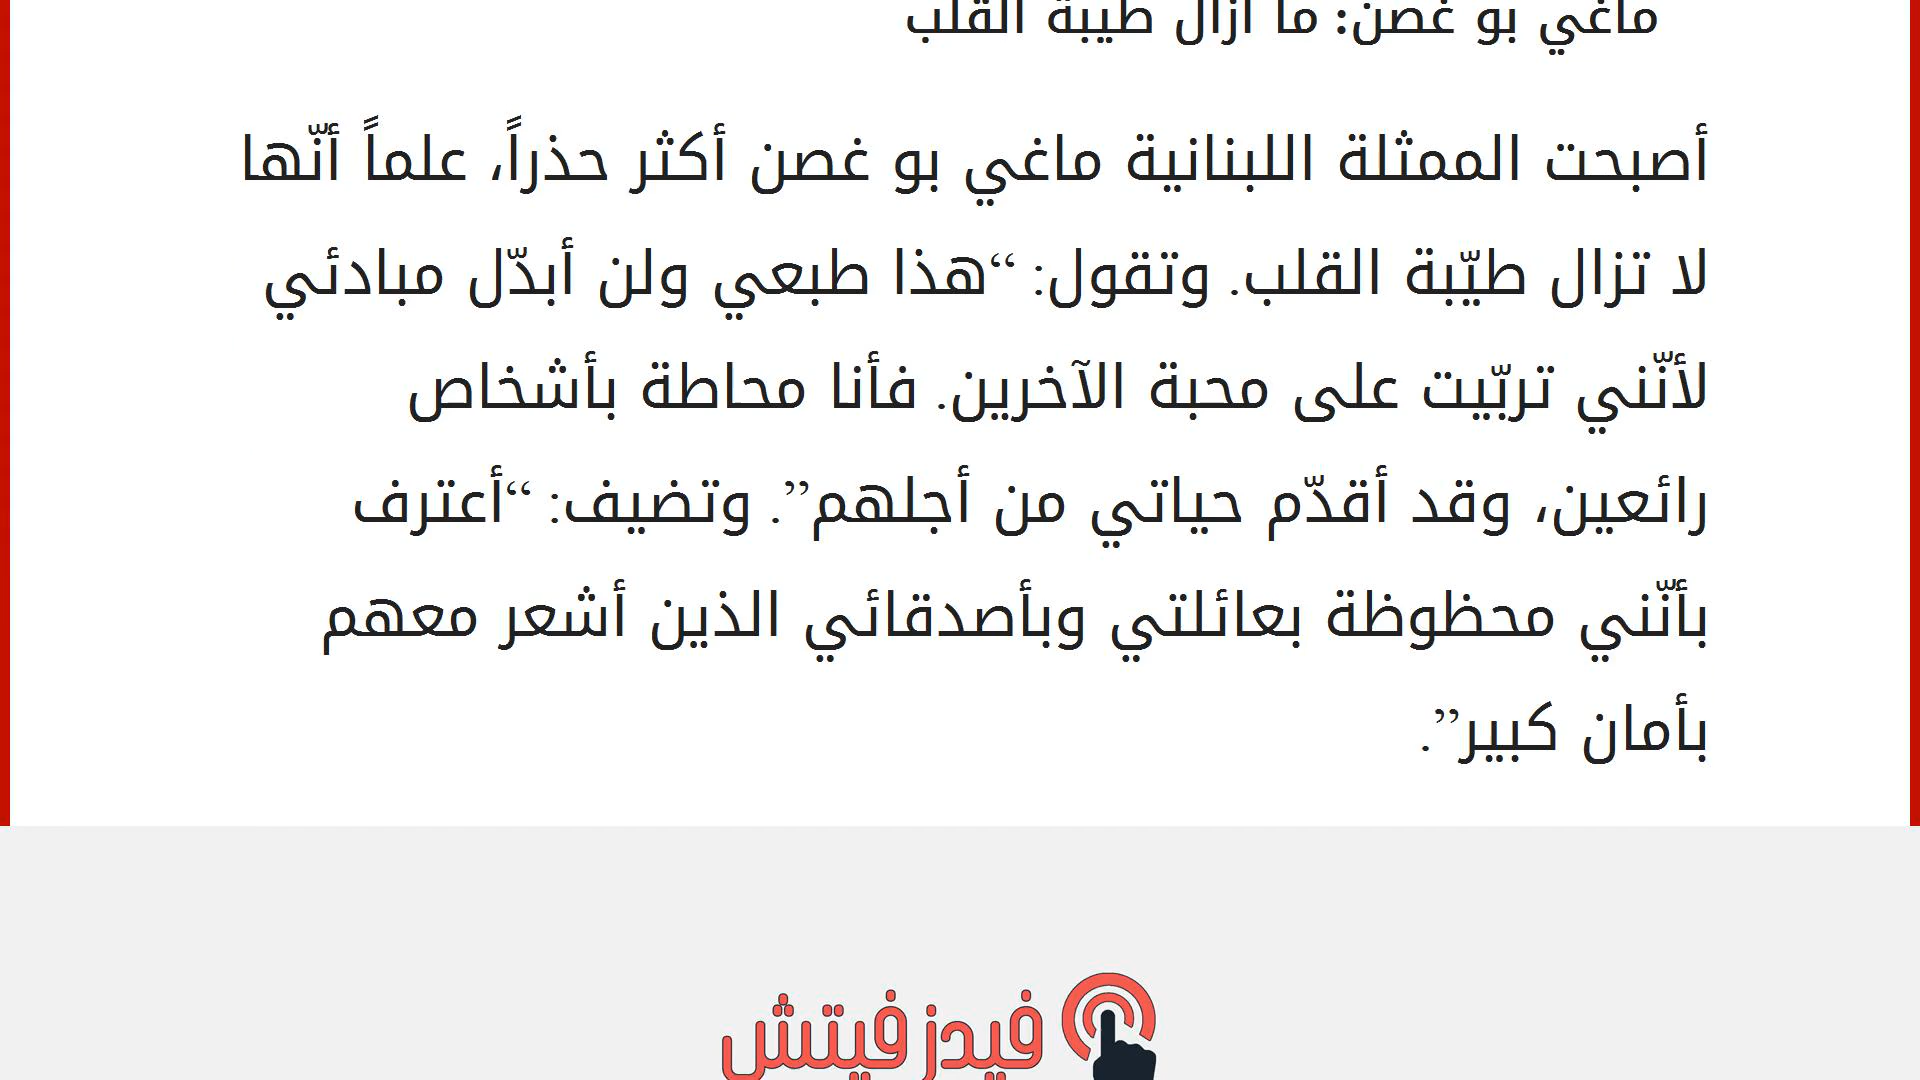 ماغي بو غصن: ما أزال طيبة القلب
أصبحت الممثلة اللبنانية ماغي بو غصن أكثر حذراً، علماً أنّها
لا تزال طيّبة القلب. وتقول: “هذا طبعي ولن أبدّل مبادئي
لأنّني تربّيت على محبة الآخرين. فأنا محاطة بأشخاص
رائعين، وقد أقدّم حياتي من أجلهم”. وتضيف: “أعترف
بأنّني محظوظة بعائلتي وبأصدقائي الذين أشعر معهم
بأمان كبير”.
فيدز فيتش